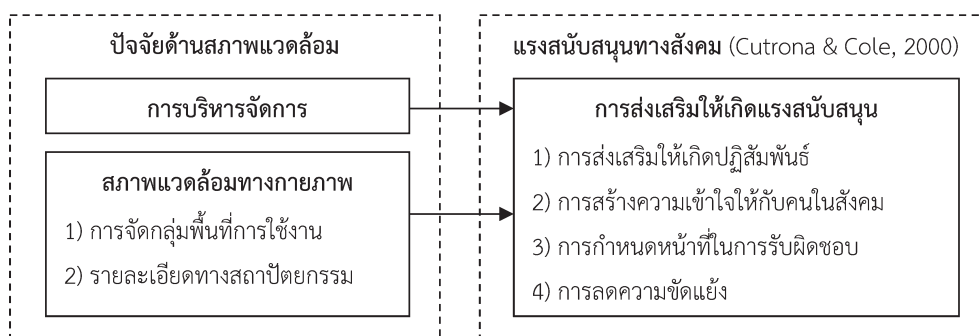 ปัจจัยด้านสภาพแวดล้อม
การบริหารจัดการ
สภาพแวดล้อมทางกายภาพ
1) การจัดกลุ่มพื้นที่การใช้งาน
2) รายละเอียดทางสถาปัตยกรรม
แรงสนับสนุนทางสังคม (Cutrona & Cole, 2000)
การส่งเสริมให้เกิดแรงสนับสนุน
1) การส่งเสริมให้เกิดปฏิสัมพันธ์
2) การสร้างความเข้าใจให้กับคนในสังคม
3) การกำหนดหน้าที่ในการรับผิดชอบ
4) การลดความขัดแย้ง